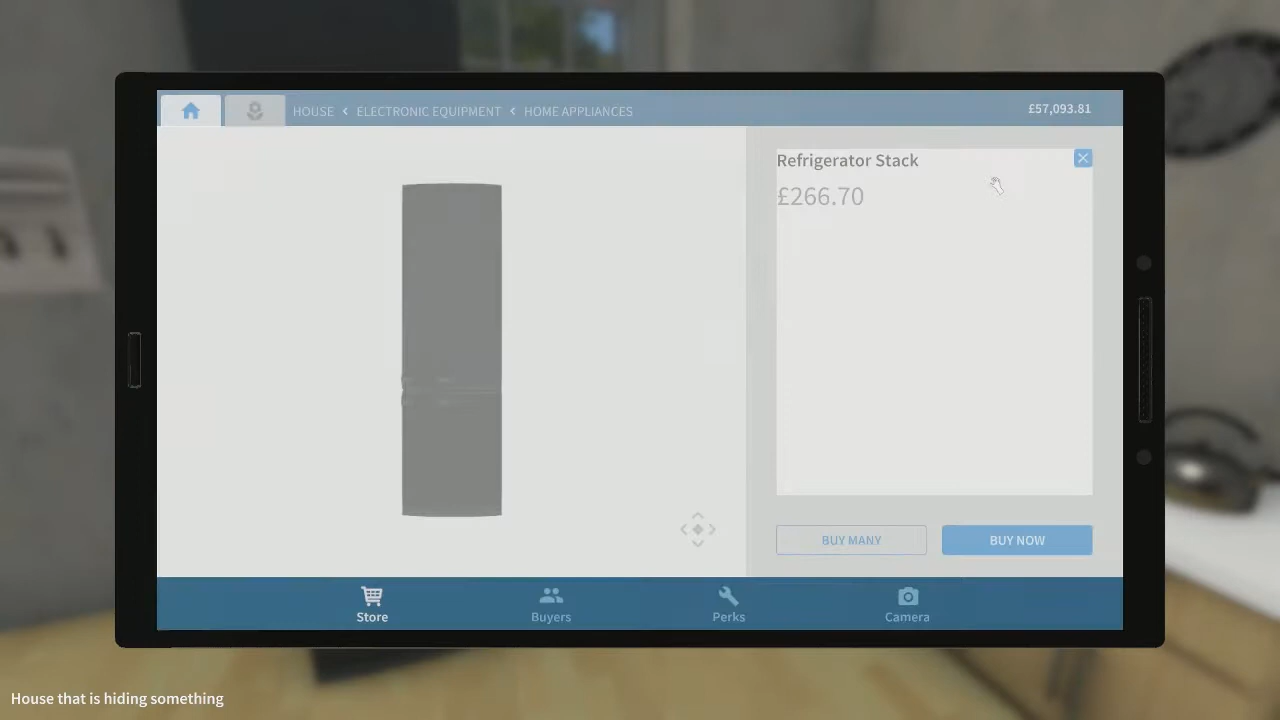 HOUSE < ELECTRONIC EQUIPMENT < HOME APPLIANCES
£57,093.81
Refrigerator Stack
£266.70
BUY MANY
BUY NOW
Store
Buyers
Perks
Camera
House that is hiding something